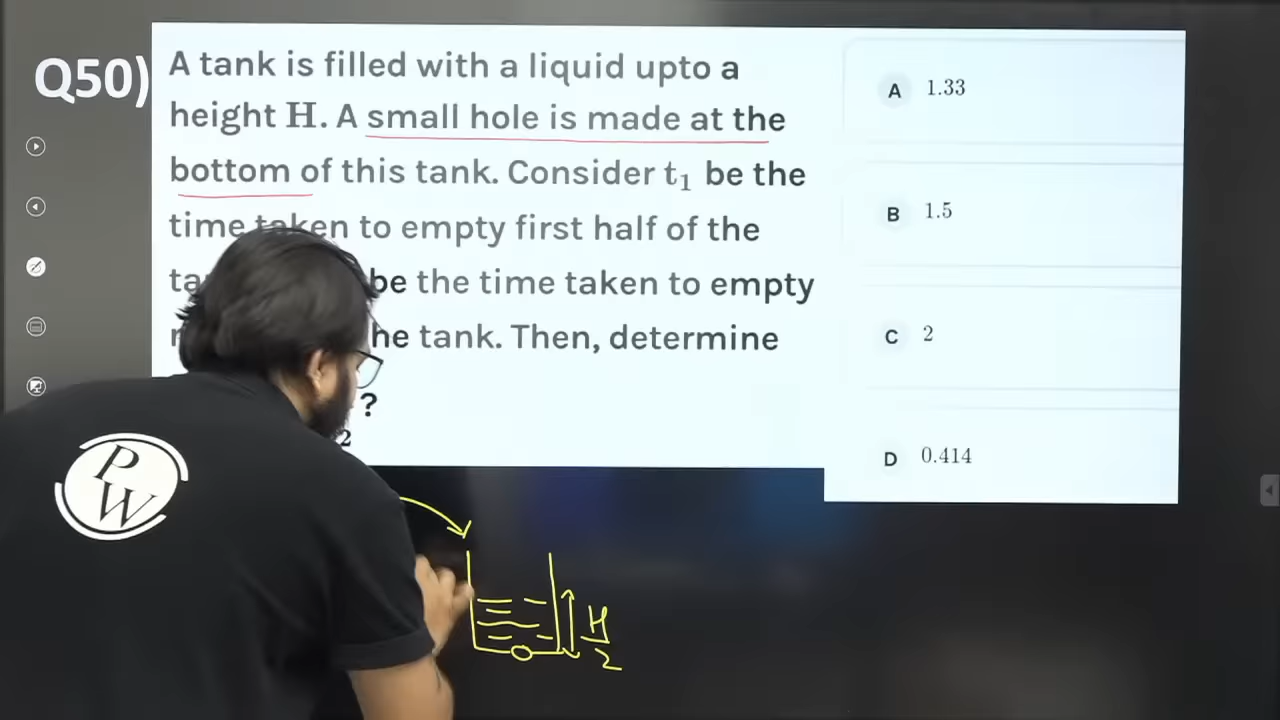 Q50)
A tank is filled with a liquid upto a
height H. A small hole is made at the
bottom of this tank. Consider t₁ be the
time taken to empty first half of the
be the time taken to empty
he tank. Then, determine
?
2
A 1.33
B 1.5
C 2
D 0.414
H/2
P
W